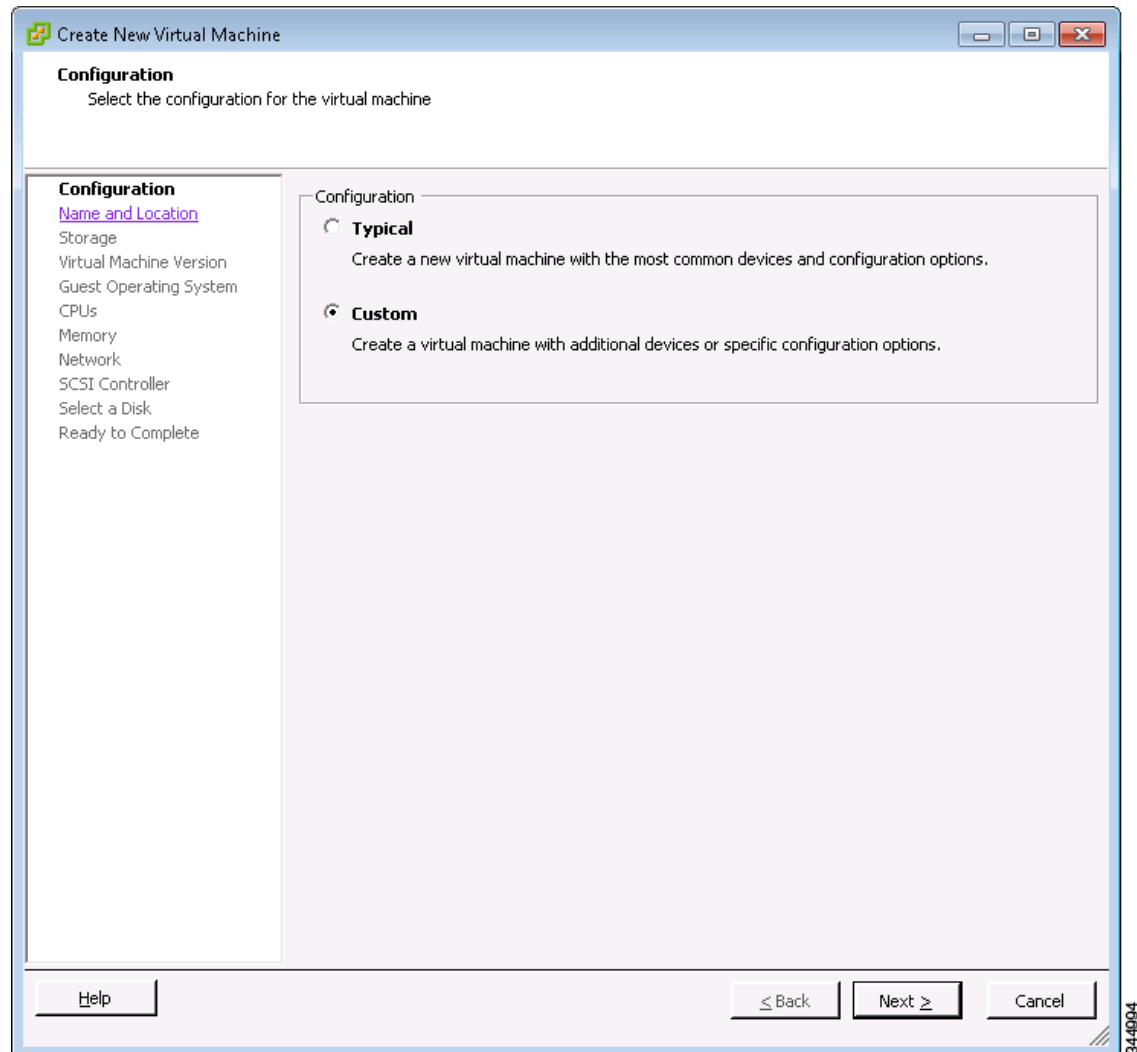 Create New Virtual Machine
Configuration
Select the configuration for the virtual machine
Configuration
Name and Location
Storage
Virtual Machine Version
Guest Operating System
CPUs
Memory
Network
SCSI Controller
Select a Disk
Ready to Complete
Configuration
Typical
Create a new virtual machine with the most common devices and configuration options.
Custom
Create a virtual machine with additional devices or specific configuration options.
Help
< Back
Next >
Cancel
344994